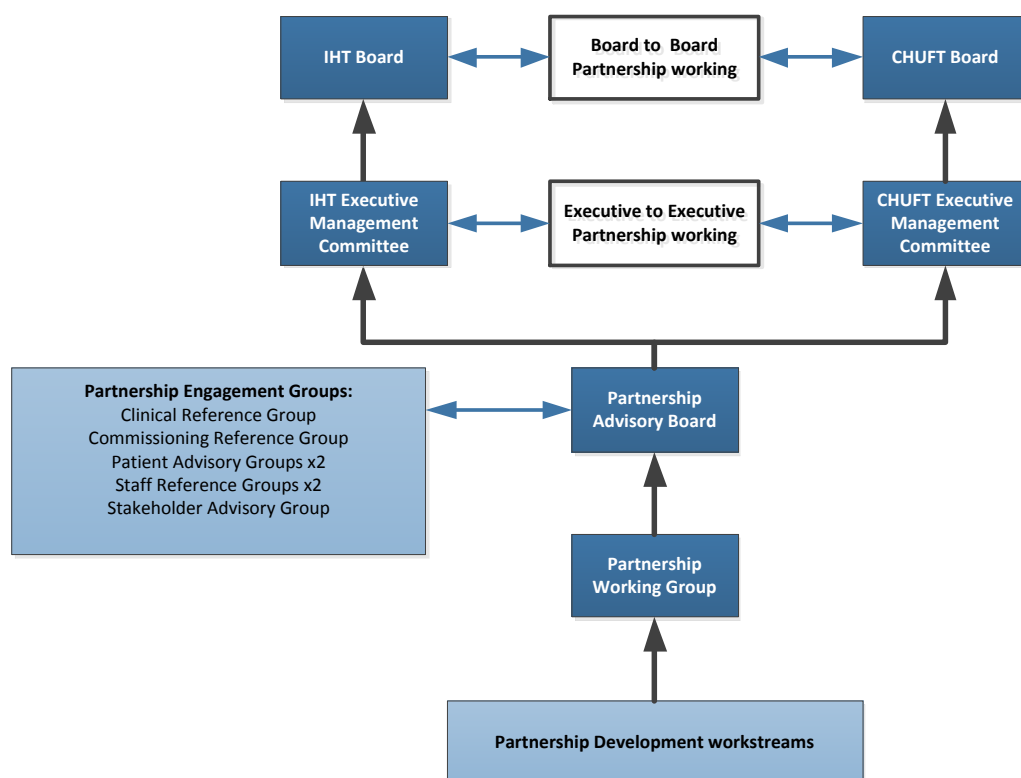 IHT Board
Board to Board
Partnership working
CHUFT Board
IHT Executive
Management
Committee
Executive to Executive
Partnership working
CHUFT Executive
Management
Committee
Partnership Engagement Groups:
Clinical Reference Group
Commissioning Reference Group
Patient Advisory Groups x2
Staff Reference Groups x2
Stakeholder Advisory Group
Partnership
Advisory Board
Partnership
Working Group
Partnership Development workstreams